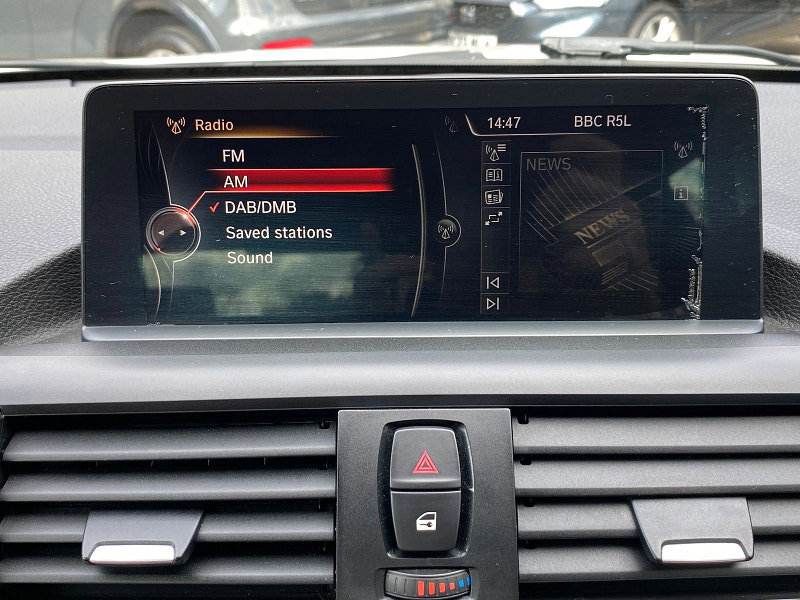 Radio
FM
AM
DAB/DMB
Saved stations
Sound
14:47
BBC R5L
NEWS
NEWS